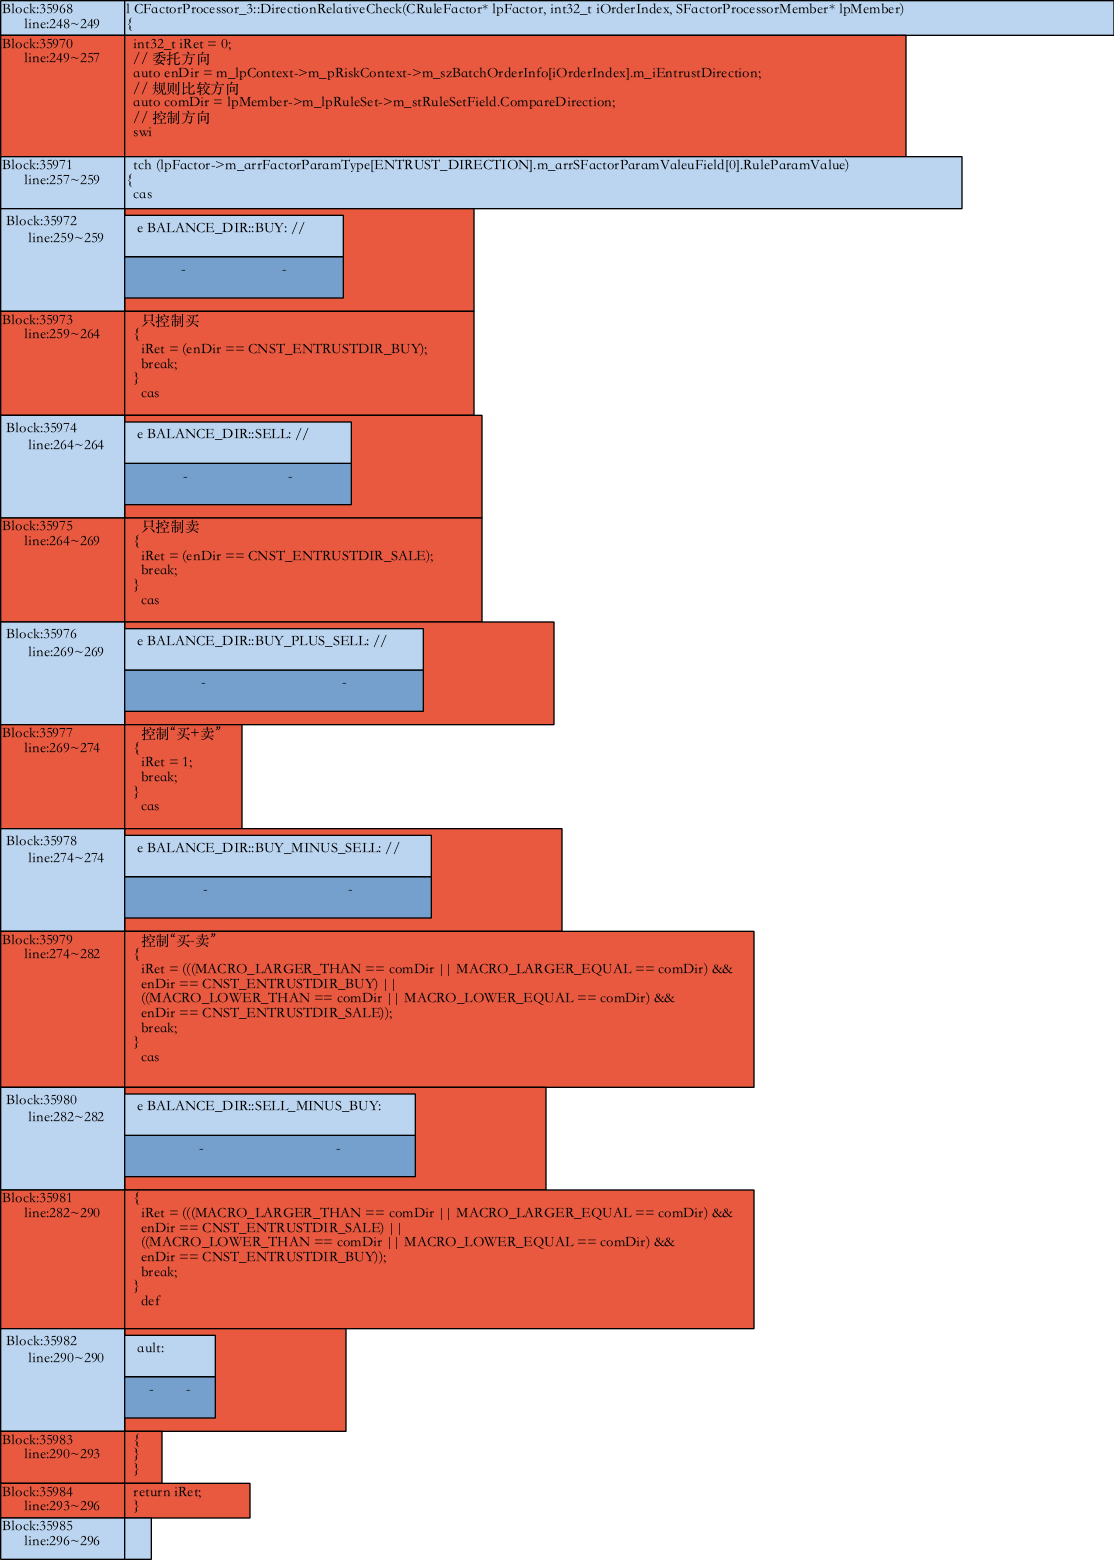 Block:35968
line:248~249
l CFactorProcessor_3::DirectionRelativeCheck(CRuleFactor* lpFactor, int32_t iOrderIndex, SFactorProcessorMember* lpMember)
{
Block:35970
line:249~257
int32_t iRet = 0;
// 委托方向
auto enDir = m_lpContext->m_pRiskContext->m_szBatchOrderInfo[iOrderIndex].m_iEntrustDirection;
// 规则比较方向
auto comDir = lpMember->m_lpRuleSet->m_stRuleSetField.CompareDirection;
// 控制方向
swi
Block:35971
line:257~259
tch (lpFactor->m_arrFactorParamType[ENTRUST_DIRECTION].m_arrSFactorParamValeuField[0].RuleParamValue)
{
cas
Block:35972
line:259~259
e BALANCE_DIR::BUY: //
- -
Block:35973
line:259~264
只控制买
{
iRet = (enDir == CNST_ENTRUSTDIR_BUY);
break;
}
cas
Block:35974
line:264~264
e BALANCE_DIR::SELL: //
- -
Block:35975
line:264~269
只控制卖
{
iRet = (enDir == CNST_ENTRUSTDIR_SALE);
break;
}
cas
Block:35976
line:269~269
e BALANCE_DIR::BUY_PLUS_SELL: //
- -
Block:35977
line:269~274
控制“买+卖”
{
iRet = 1;
break;
}
cas
Block:35978
line:274~274
e BALANCE_DIR::BUY_MINUS_SELL: //
- -
Block:35979
line:274~282
控制“买-卖”
{
iRet = (((MACRO_LARGER_THAN == comDir || MACRO_LARGER_EQUAL == comDir) &&
enDir == CNST_ENTRUSTDIR_BUY) ||
((MACRO_LOWER_THAN == comDir || MACRO_LOWER_EQUAL == comDir) &&
enDir == CNST_ENTRUSTDIR_SALE));
break;
}
cas
Block:35980
line:282~282
e BALANCE_DIR::SELL_MINUS_BUY:
- -
Block:35981
line:282~290
{
iRet = (((MACRO_LARGER_THAN == comDir || MACRO_LARGER_EQUAL == comDir) &&
enDir == CNST_ENTRUSTDIR_SALE) ||
((MACRO_LOWER_THAN == comDir || MACRO_LOWER_EQUAL == comDir) &&
enDir == CNST_ENTRUSTDIR_BUY));
break;
}
def
Block:35982
line:290~290
ault:
- -
Block:35983
line:290~293
{
}
}
Block:35984
line:293~296
return iRet;
}
Block:35985
line:296~296